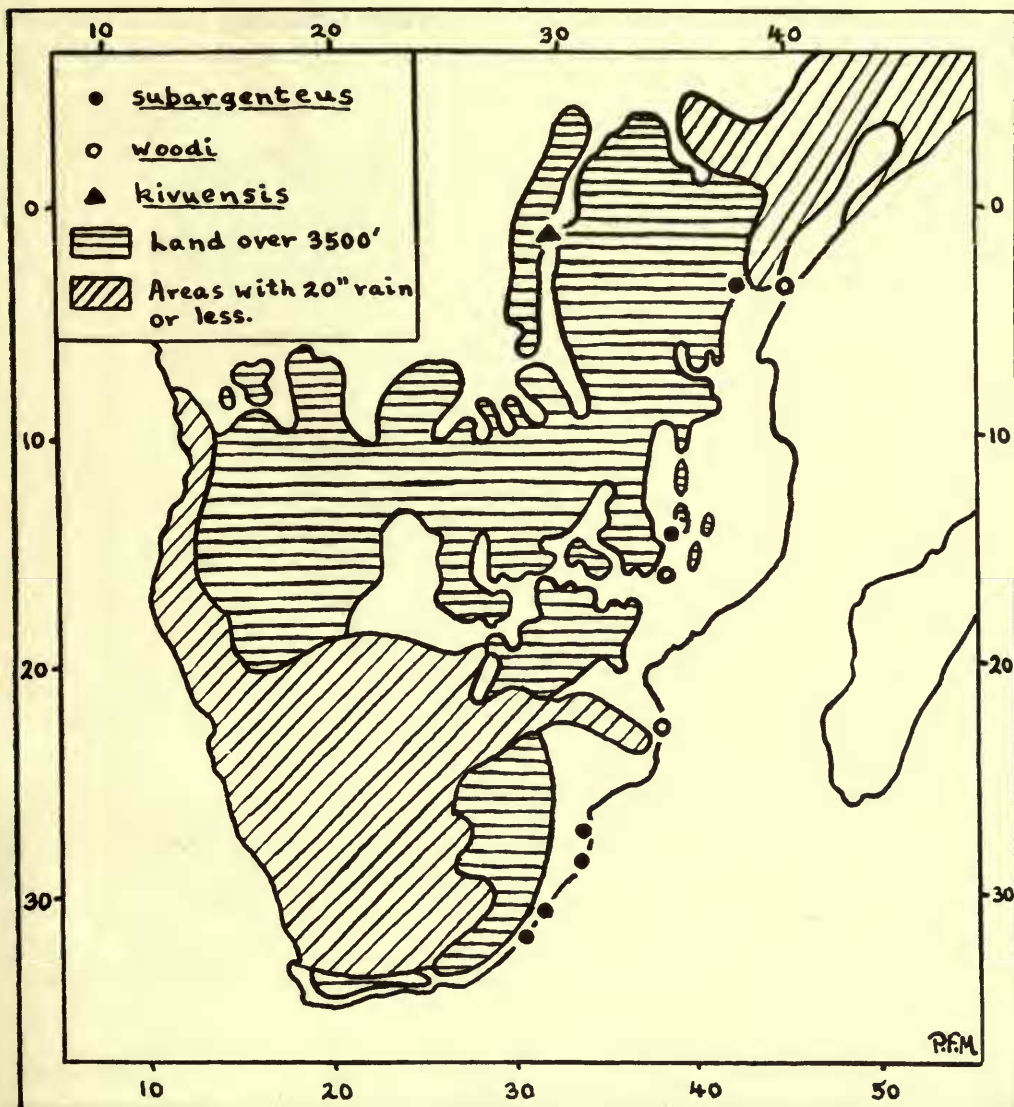 10 20 30 40
subargenteus
woodi
kivuensis
Land over 3500'
Areas with 20" rain
or less.
0 0
10 10
20 20
30 30
P.F.M.
10 20 30 40 50